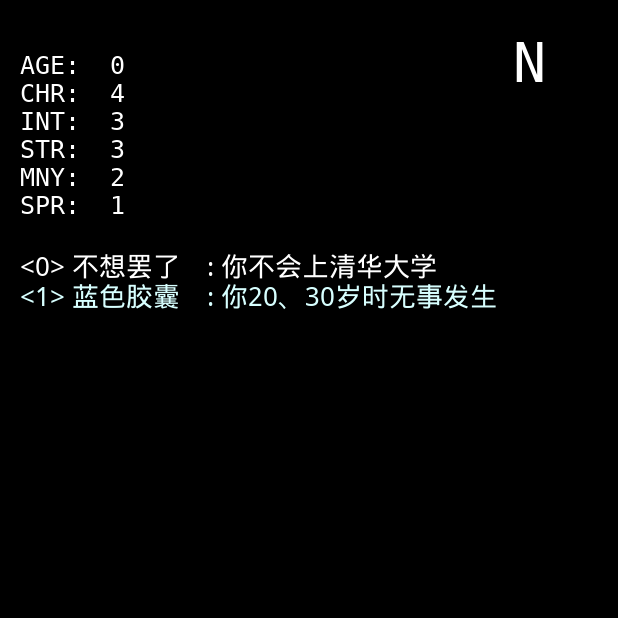 N
AGE: 0
CHR: 4
INT: 3
STR: 3
MNY: 2
SPR: 1
<0> 不想罢了 : 你不会上清华大学
<1> 蓝色胶囊 : 你20、30岁时无事发生